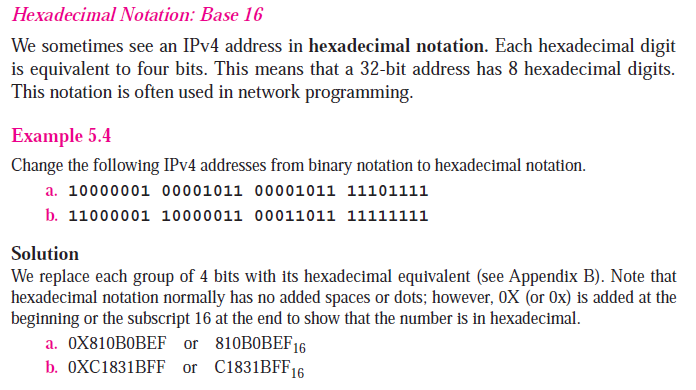 Hexadecimal Notation: Base 16
We sometimes see an IPv4 address in hexadecimal notation. Each hexadecimal digit
is equivalent to four bits. This means that a 32-bit address has 8 hexadecimal digits.
This notation is often used in network programming.
Example 5.4
Change the following IPv4 addresses from binary notation to hexadecimal notation.
a. 10000001 00001011 00001011 11101111
b. 11000001 10000011 00011011 11111111
Solution
We replace each group of 4 bits with its hexadecimal equivalent (see Appendix B). Note that
hexadecimal notation normally has no added spaces or dots; however, 0X (or 0x) is added at the
beginning or the subscript 16 at the end to show that the number is in hexadecimal.
a. 0X810B0BEF or 810B0BEF₁₆
b. 0XC1831BFF or C1831BFF₁₆